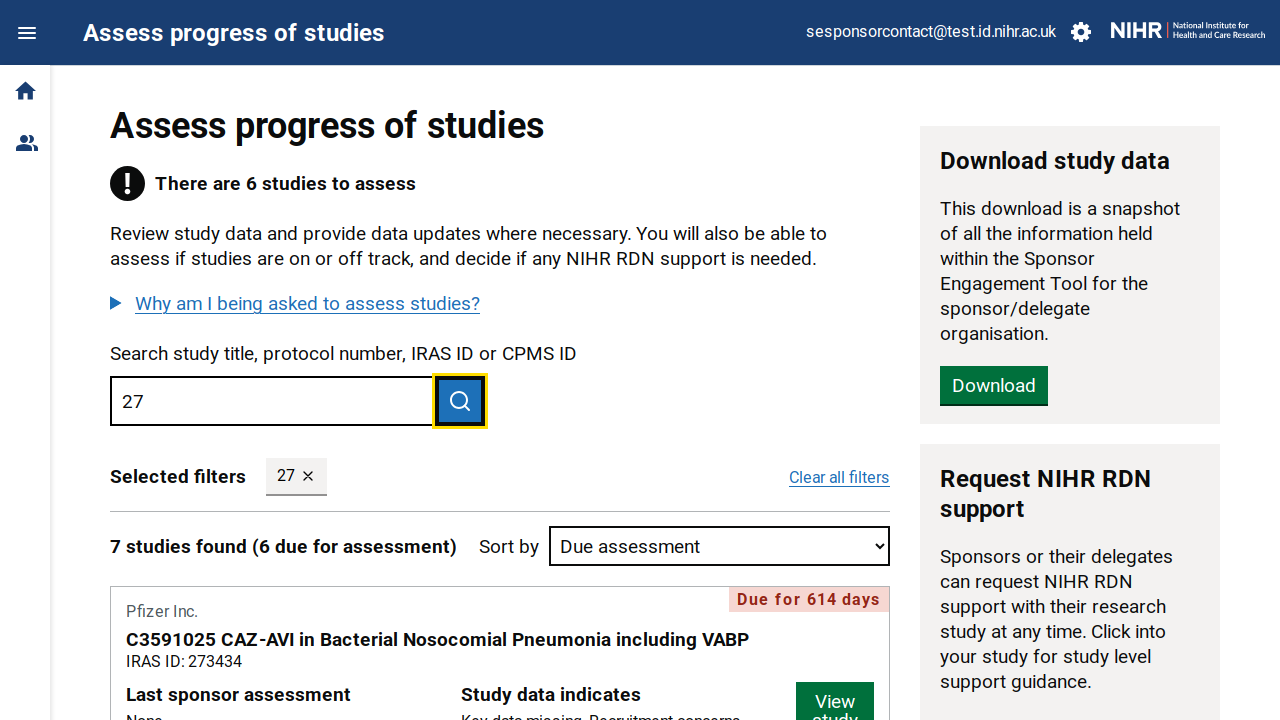 Assess progress of studies
sesponsorcontact@test.id.nihr.ac.uk
NIHR | National Institute for
Health and Care Research
Assess progress of studies
There are 6 studies to assess
Review study data and provide data updates where necessary. You will also be able to
assess if studies are on or off track, and decide if any NIHR RDN support is needed.
Why am I being asked to assess studies?
Search study title, protocol number, IRAS ID or CPMS ID
27
Selected filters
27
Clear all filters
7 studies found (6 due for assessment)
Sort by
Due assessment
Due for 614 days
Pfizer Inc.
C3591025 CAZ-AVI in Bacterial Nosocomial Pneumonia including VABP
IRAS ID: 273434
Last sponsor assessment
Study data indicates
View
study
None
Key data missing, Recruitment concerns
Download study data
This download is a snapshot
of all the information held
within the Sponsor
Engagement Tool for the
sponsor/delegate
organisation.
Download
Request NIHR RDN
support
Sponsors or their delegates
can request NIHR RDN
support with their research
study at any time. Click into
your study for study level
support guidance.